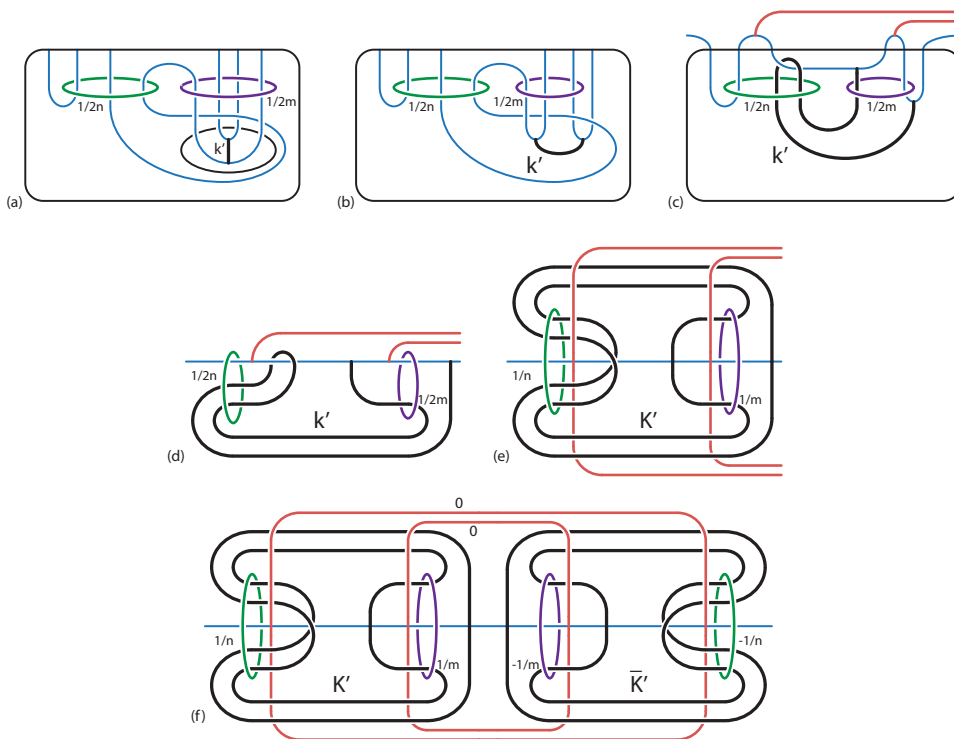 1/2n
1/2m
k'
(a)
1/2n
1/2m
k'
(b)
1/2n
1/2m
k'
(c)
1/2n
1/2m
k'
(d)
1/n
1/m
K'
(e)
0
0
1/n
1/m
-1/m
-1/n
K'
K̅'
(f)